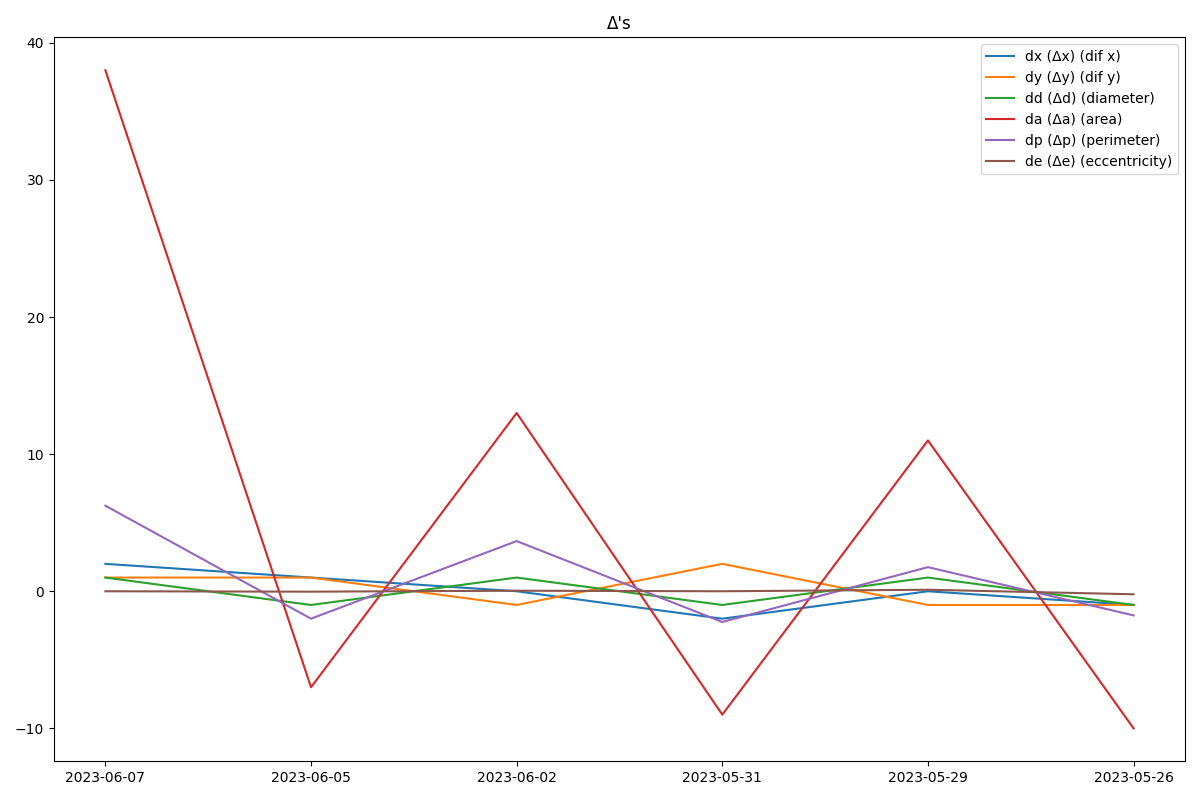 Δ's
40
30
20
10
0
−10
dx (Δx) (dif x)
dy (Δy) (dif y)
dd (Δd) (diameter)
da (Δa) (area)
dp (Δp) (perimeter)
de (Δe) (eccentricity)
2023-06-07
2023-06-05
2023-06-02
2023-05-31
2023-05-29
2023-05-26